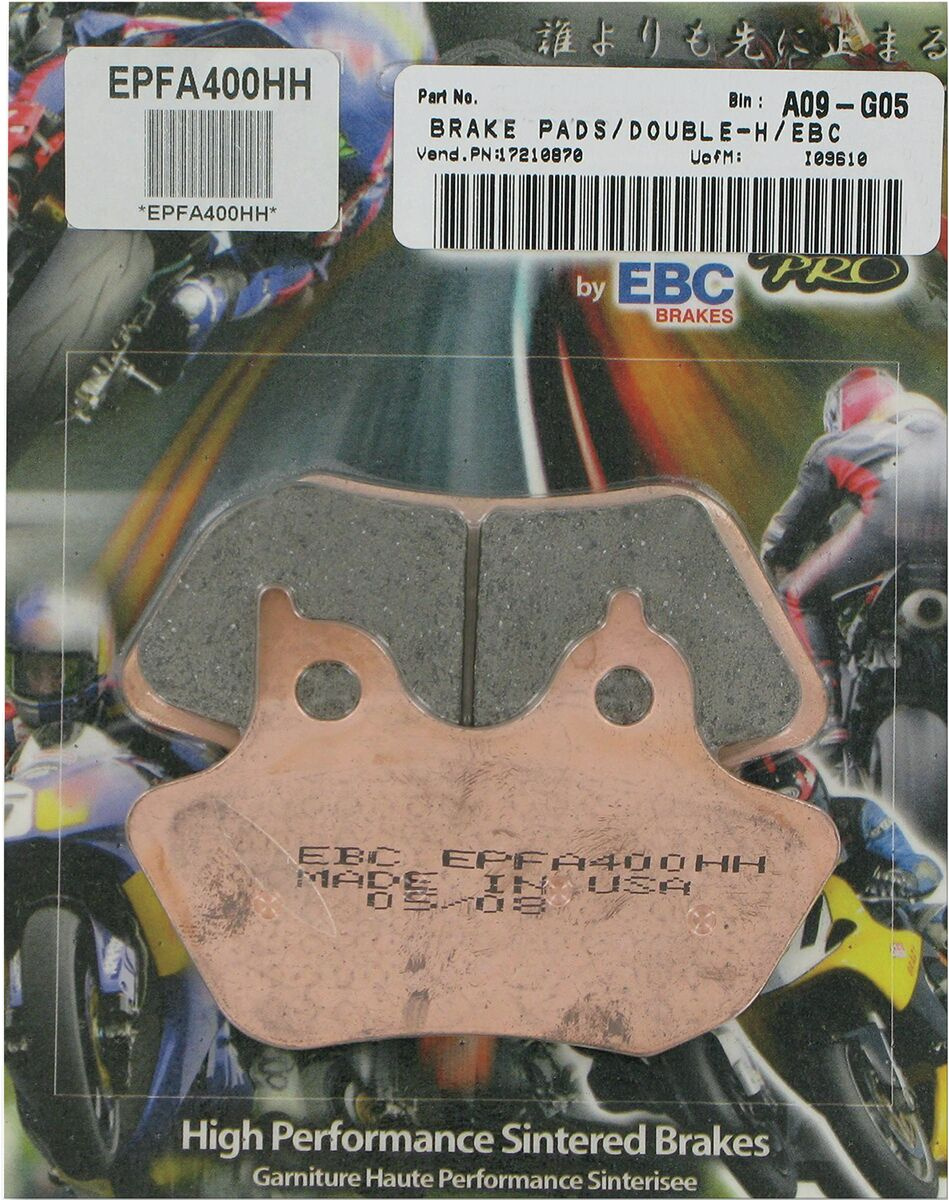 誰よりも先に止まる
EPFA400HH
*EPFA400HH*
Part No.
Bin: A09-G05
BRAKE PADS/DOUBLE-H/EBC
Vend.PN:17210870 UofM: I09610
by EBC
BRAKES
PRO
EBC EPFA400HH
MADE IN USA
05/08
High Performance Sintered Brakes
Garniture Haute Performance Sinterisee